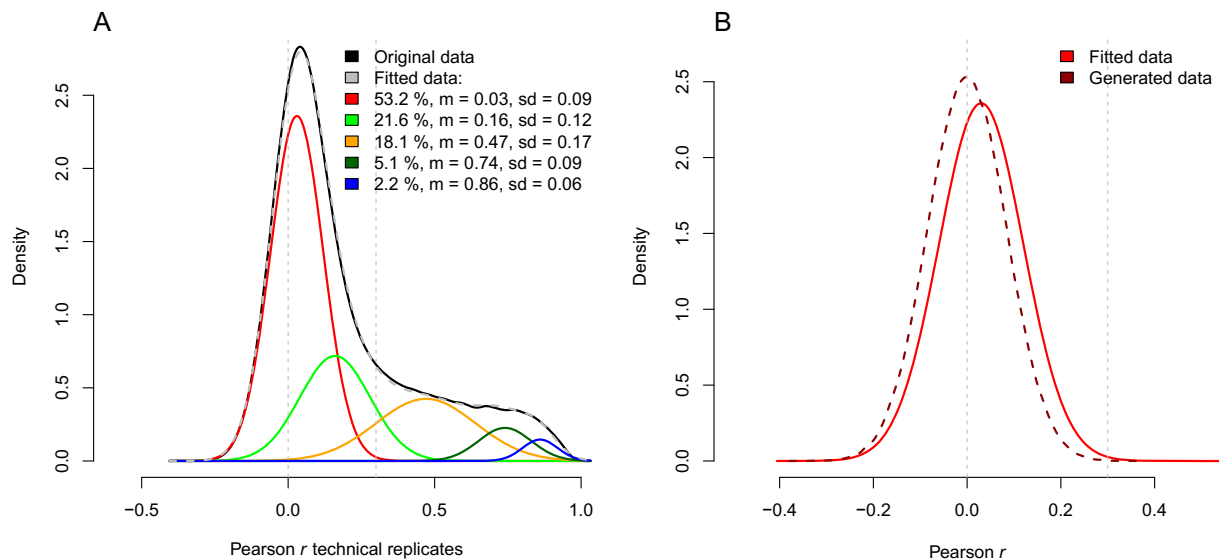 A
Original data
Fitted data:
53.2 %, m = 0.03, sd = 0.09
21.6 %, m = 0.16, sd = 0.12
18.1 %, m = 0.47, sd = 0.17
5.1 %, m = 0.74, sd = 0.09
2.2 %, m = 0.86, sd = 0.06
Density
0.0 0.5 1.0 1.5 2.0 2.5
−0.5 0.0 0.5 1.0
Pearson r technical replicates
B
Fitted data
Generated data
Density
0.0 0.5 1.0 1.5 2.0 2.5
−0.4 −0.2 0.0 0.2 0.4
Pearson r